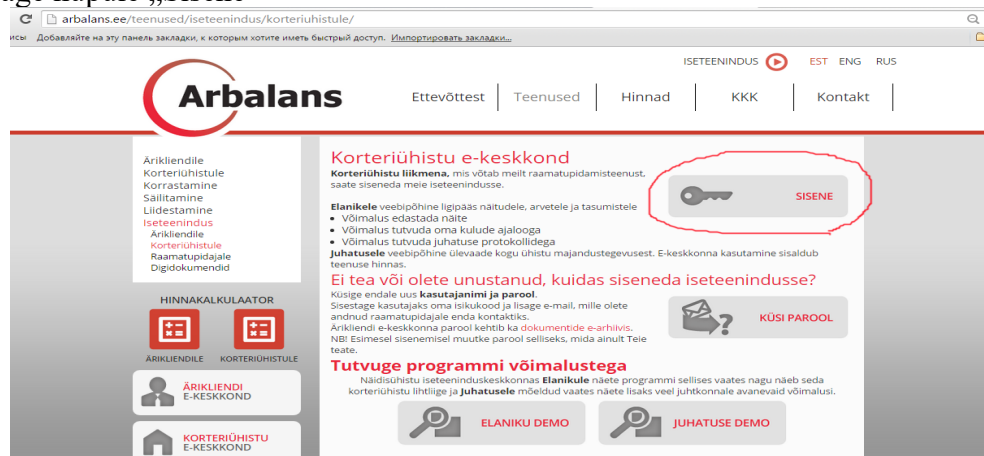 age nupule „Sisene"
arbalans.ee/teenused/iseteenindus/korteriuhistule/
Добавляйте на эту панель закладки, к которым хотите иметь быстрый доступ. Импортировать закладки...
ISETEENINDUS EST ENG RUS
Arbalans
Ettevõttest Teenused Hinnad KKK Kontakt
Ärikliendile
Korteriühistule
Korrastamine
Säilitamine
Liidestamine
Iseteenindus
Ärikliendile
Korteriühistule
Raamatupidajale
Digidokumendid
HINNAKALKULAATOR
ÄRIKLIENDILE KORTERIÜHISTULE
ÄRIKLIENDI
E-KESKKOND
KORTERIÜHISTU
E-KESKKOND
Korteriühistu e-keskkond
Korteriühistu liikmena, mis võtab meilt raamatupidamisteenust,
saate siseneda meie iseteenindusse.
Elanikele veebipõhine ligipääs näitudele, arvetele ja tasumistele
• Võimalus edastada näite
• Võimalus tutvuda oma kulude ajalooga
• Võimalus tutvuda juhatuse protokollidega
Juhatusele veebipõhine ülevaade kogu ühistu majandustegevusest. E-keskkonna kasutamine sisaldub
teenuse hinnas.
SISENE
Ei tea või olete unustanud, kuidas siseneda iseteenindusse?
Küsige endale uus kasutajanimi ja parool.
Sisestage kasutajaks oma isikukood ja lisage e-mail, mille olete
andnud raamatupidajale enda kontaktiks.
Ärikliendi e-keskkonna parool kehtib ka dokumentide e-arhiivis.
NB! Esimesel sisenemisel muutke parool selliseks, mida ainult Teie
teate.
KÜSI PAROOL
Tutvuge programmi võimalustega
Näidisühistu iseteeninduskeskkonnas Elanikule näete programmi sellises vaates nagu näeb seda
korteriühistu lihtliige ja Juhatusele mõeldud vaates näete lisaks veel juhtkonnale avanevaid võimalusi.
ELANIKU DEMO JUHATUSE DEMO